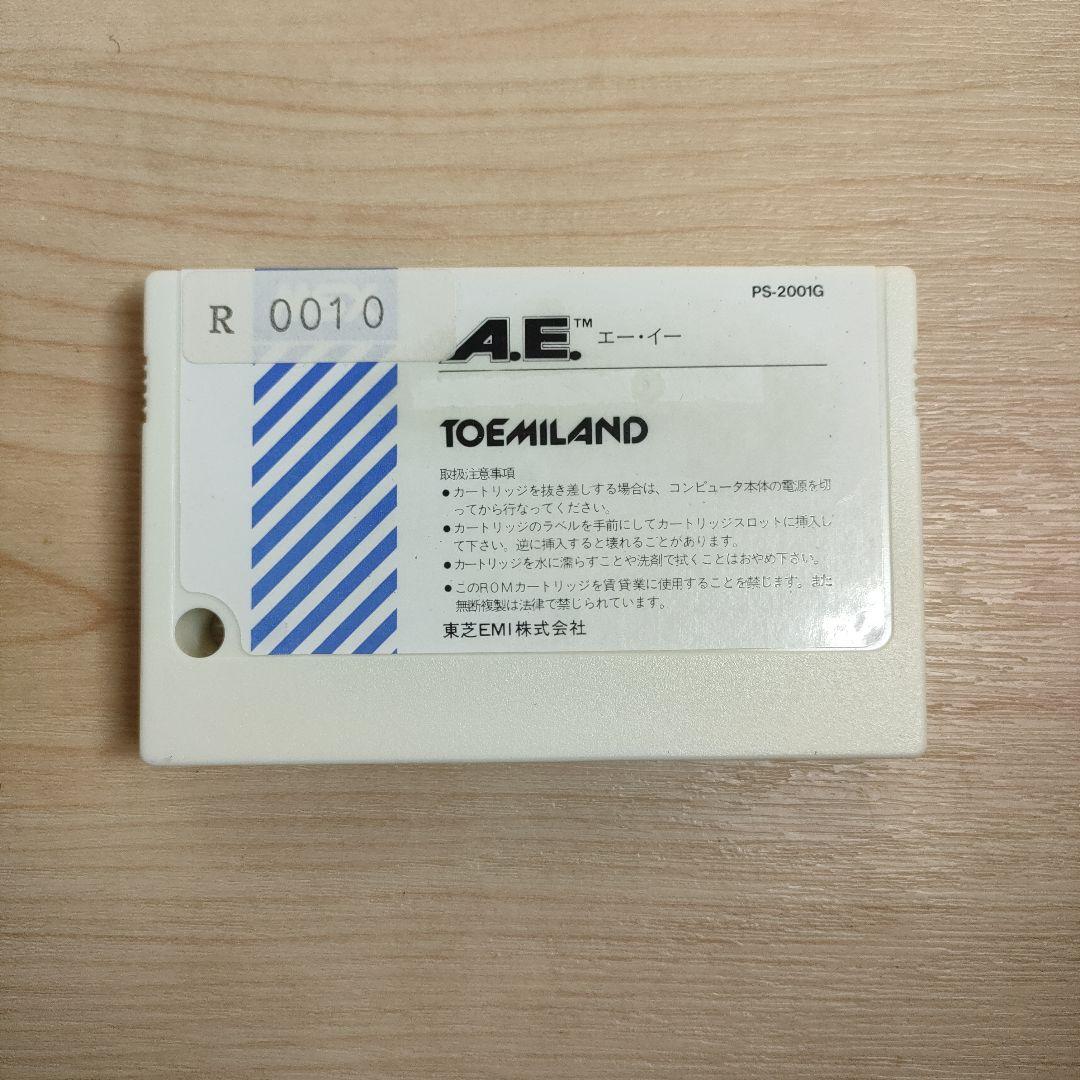 PS-2001G
R 0010
A.E.™ エー・イー
TOEMILAND
取扱注意事項
●カートリッジを抜き差しする場合は、コンピュータ本体の電源を切
ってから行なってください。
●カートリッジのラベルを手前にしてカートリッジスロットに挿入し
て下さい。逆に挿入すると壊れることがあります。
●カートリッジを水に濡らすことや洗剤で拭くことはおやめ下さい。
●このROMカートリッジを賃貸業に使用することを禁じます。また
無断複製は法律で禁じられています。
東芝EMI株式会社